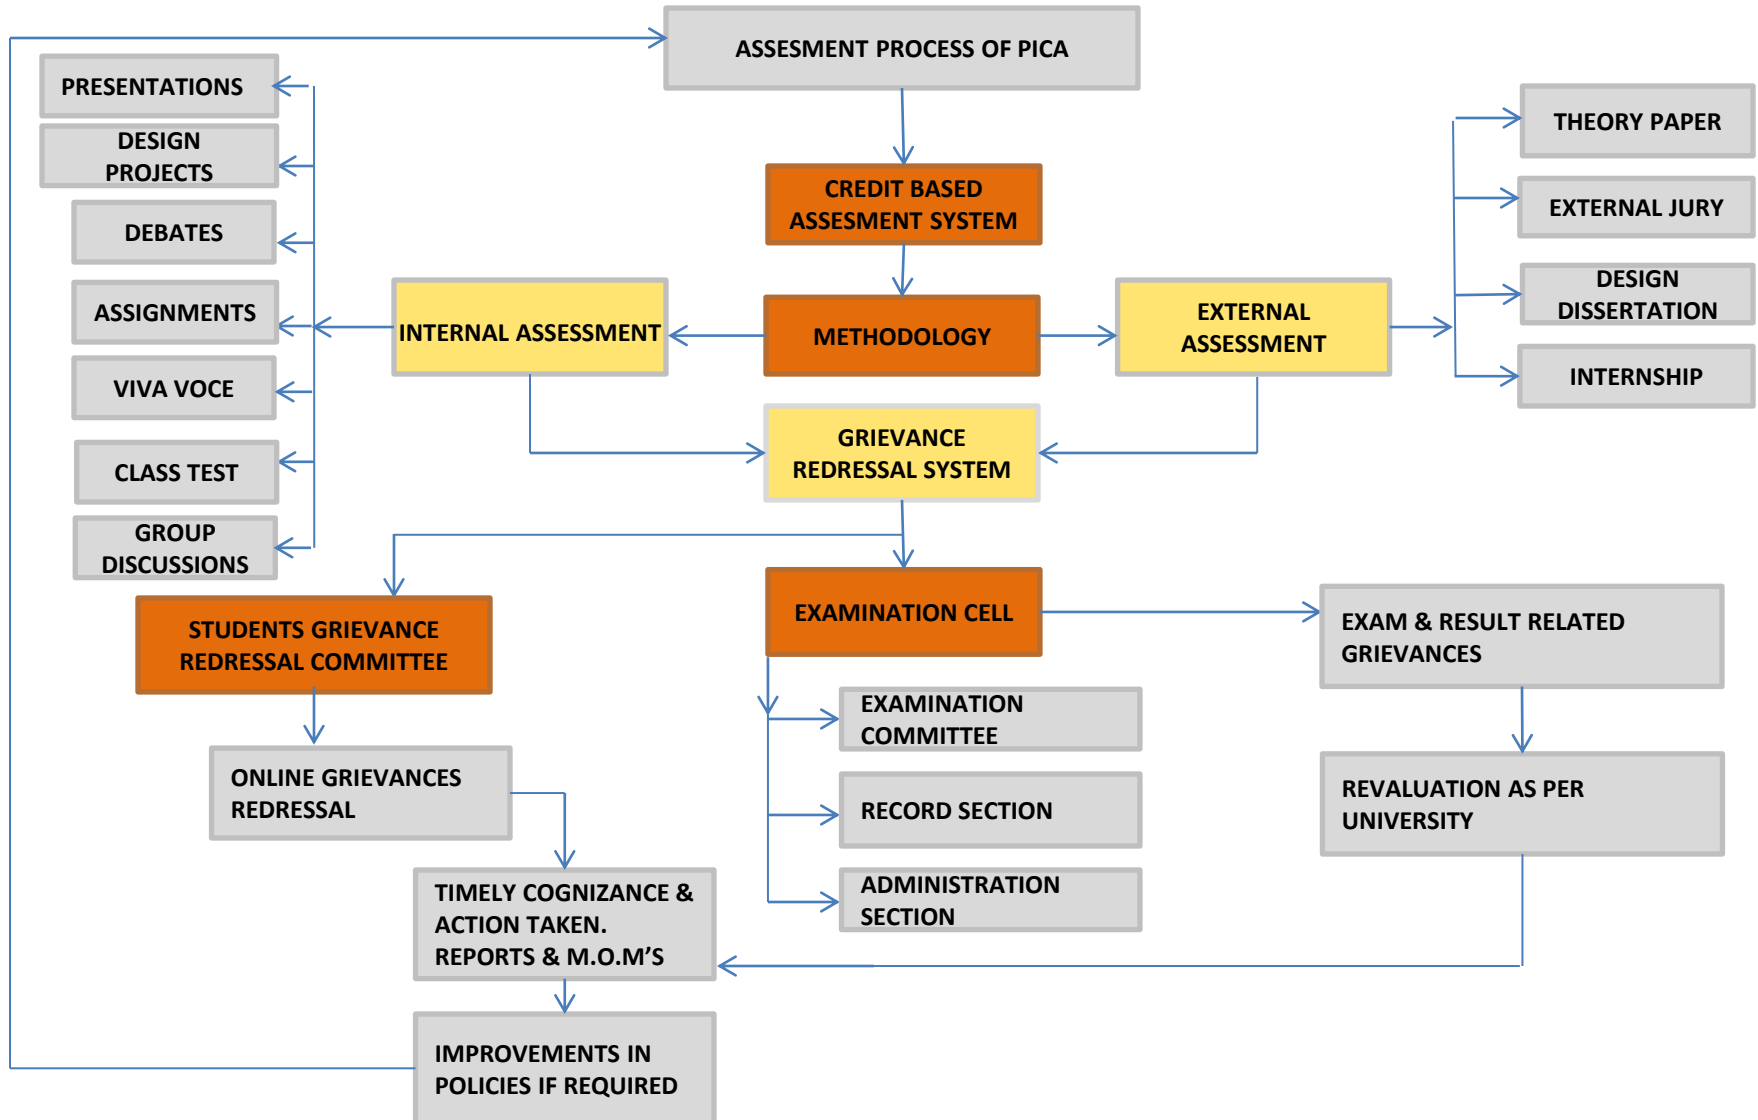 ASSESMENT PROCESS OF PICA
PRESENTATIONS
DESIGN
PROJECTS
DEBATES
ASSIGNMENTS
VIVA VOCE
CLASS TEST
GROUP
DISCUSSIONS
CREDIT BASED
ASSESMENT SYSTEM
INTERNAL ASSESSMENT
METHODOLOGY
EXTERNAL
ASSESSMENT
THEORY PAPER
EXTERNAL JURY
DESIGN
DISSERTATION
INTERNSHIP
GRIEVANCE
REDRESSAL SYSTEM
STUDENTS GRIEVANCE
REDRESSAL COMMITTEE
EXAMINATION CELL
EXAM & RESULT RELATED
GRIEVANCES
EXAMINATION
COMMITTEE
ONLINE GRIEVANCES
REDRESSAL
RECORD SECTION
REVALUATION AS PER
UNIVERSITY
TIMELY COGNIZANCE &
ACTION TAKEN.
REPORTS & M.O.M’S
ADMINISTRATION
SECTION
IMPROVEMENTS IN
POLICIES IF REQUIRED